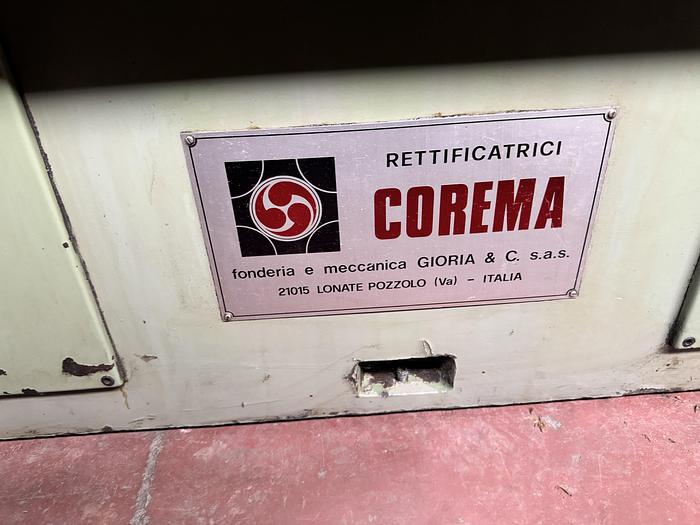 RETTIFICATRICI
COREMA
fonderia e meccanica GIORIA & C. s.a.s.
21015 LONATE POZZOLO (Va) - ITALIA